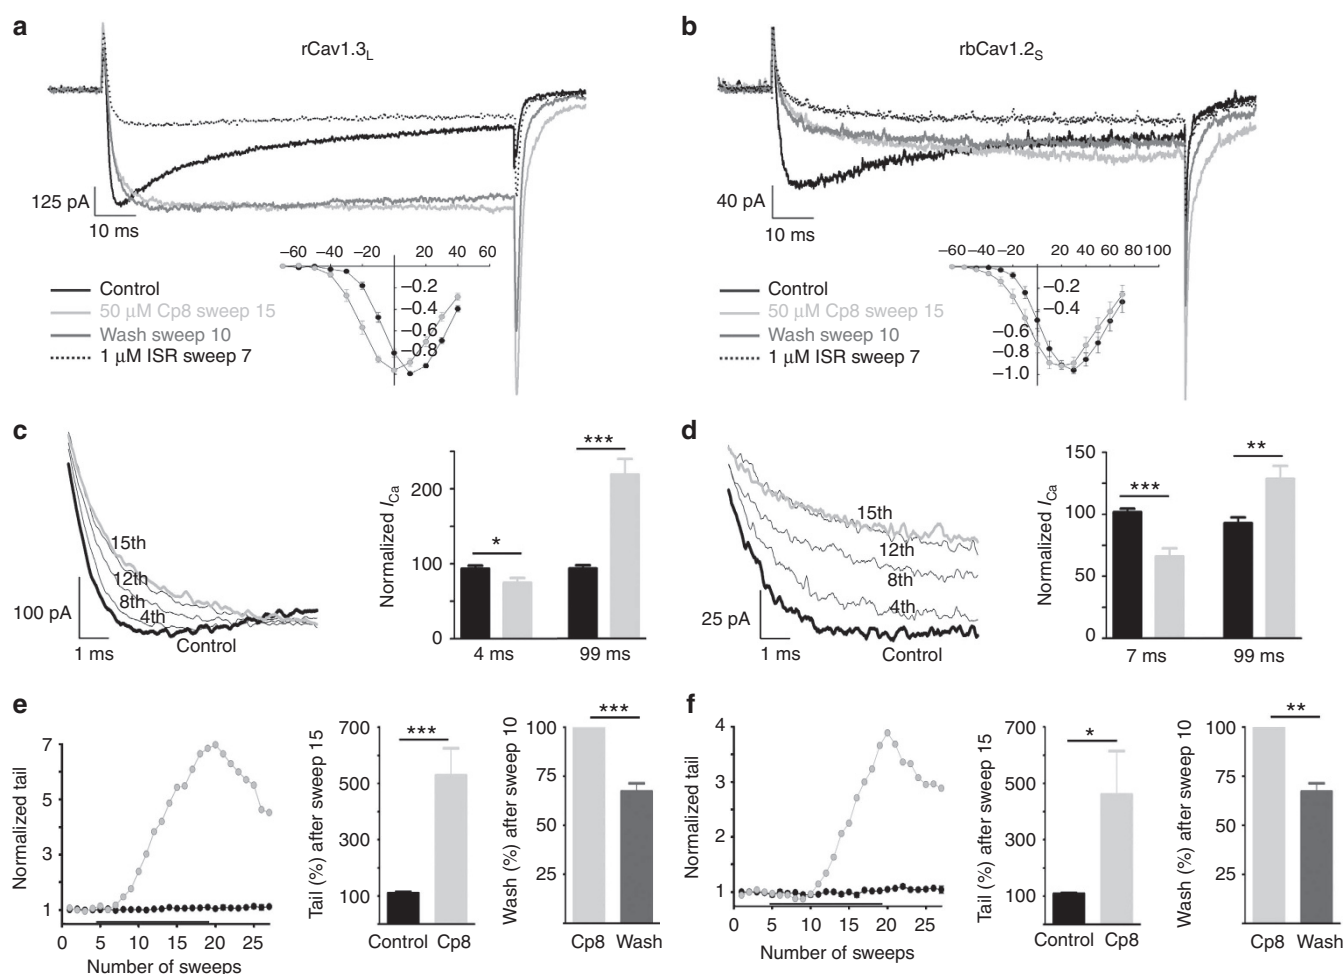 a
rCav1.3L
125 pA
10 ms
−60 −40 −20 20 40 60
−0.2
−0.4
−0.6
−0.8
Control
50 μM Cp8 sweep 15
Wash sweep 10
1 μM ISR sweep 7
b
rbCav1.2S
40 pA
10 ms
−60 −40 −20 20 40 60 80 100
−0.2
−0.4
−0.6
−0.8
−1.0
Control
50 μM Cp8 sweep 15
Wash sweep 10
1 μM ISR sweep 7
c
15th
12th
8th
4th
Control
100 pA
1 ms
Normalized ICa
200
100
0
*
***
4 ms 99 ms
d
15th
12th
8th
4th
Control
25 pA
1 ms
Normalized ICa
150
100
50
0
***
**
7 ms 99 ms
e
Normalized tail
7
5
3
1
0 5 10 15 20 25
Number of sweeps
Tail (%) after sweep 15
700
500
300
100
***
Control Cp8
Wash (%) after sweep 10
100
75
50
25
***
Cp8 Wash
f
Normalized tail
4
3
2
1
0 5 10 15 20 25
Number of sweeps
Tail (%) after sweep 15
700
500
300
100
*
Control Cp8
Wash (%) after sweep 10
100
75
50
25
**
Cp8 Wash